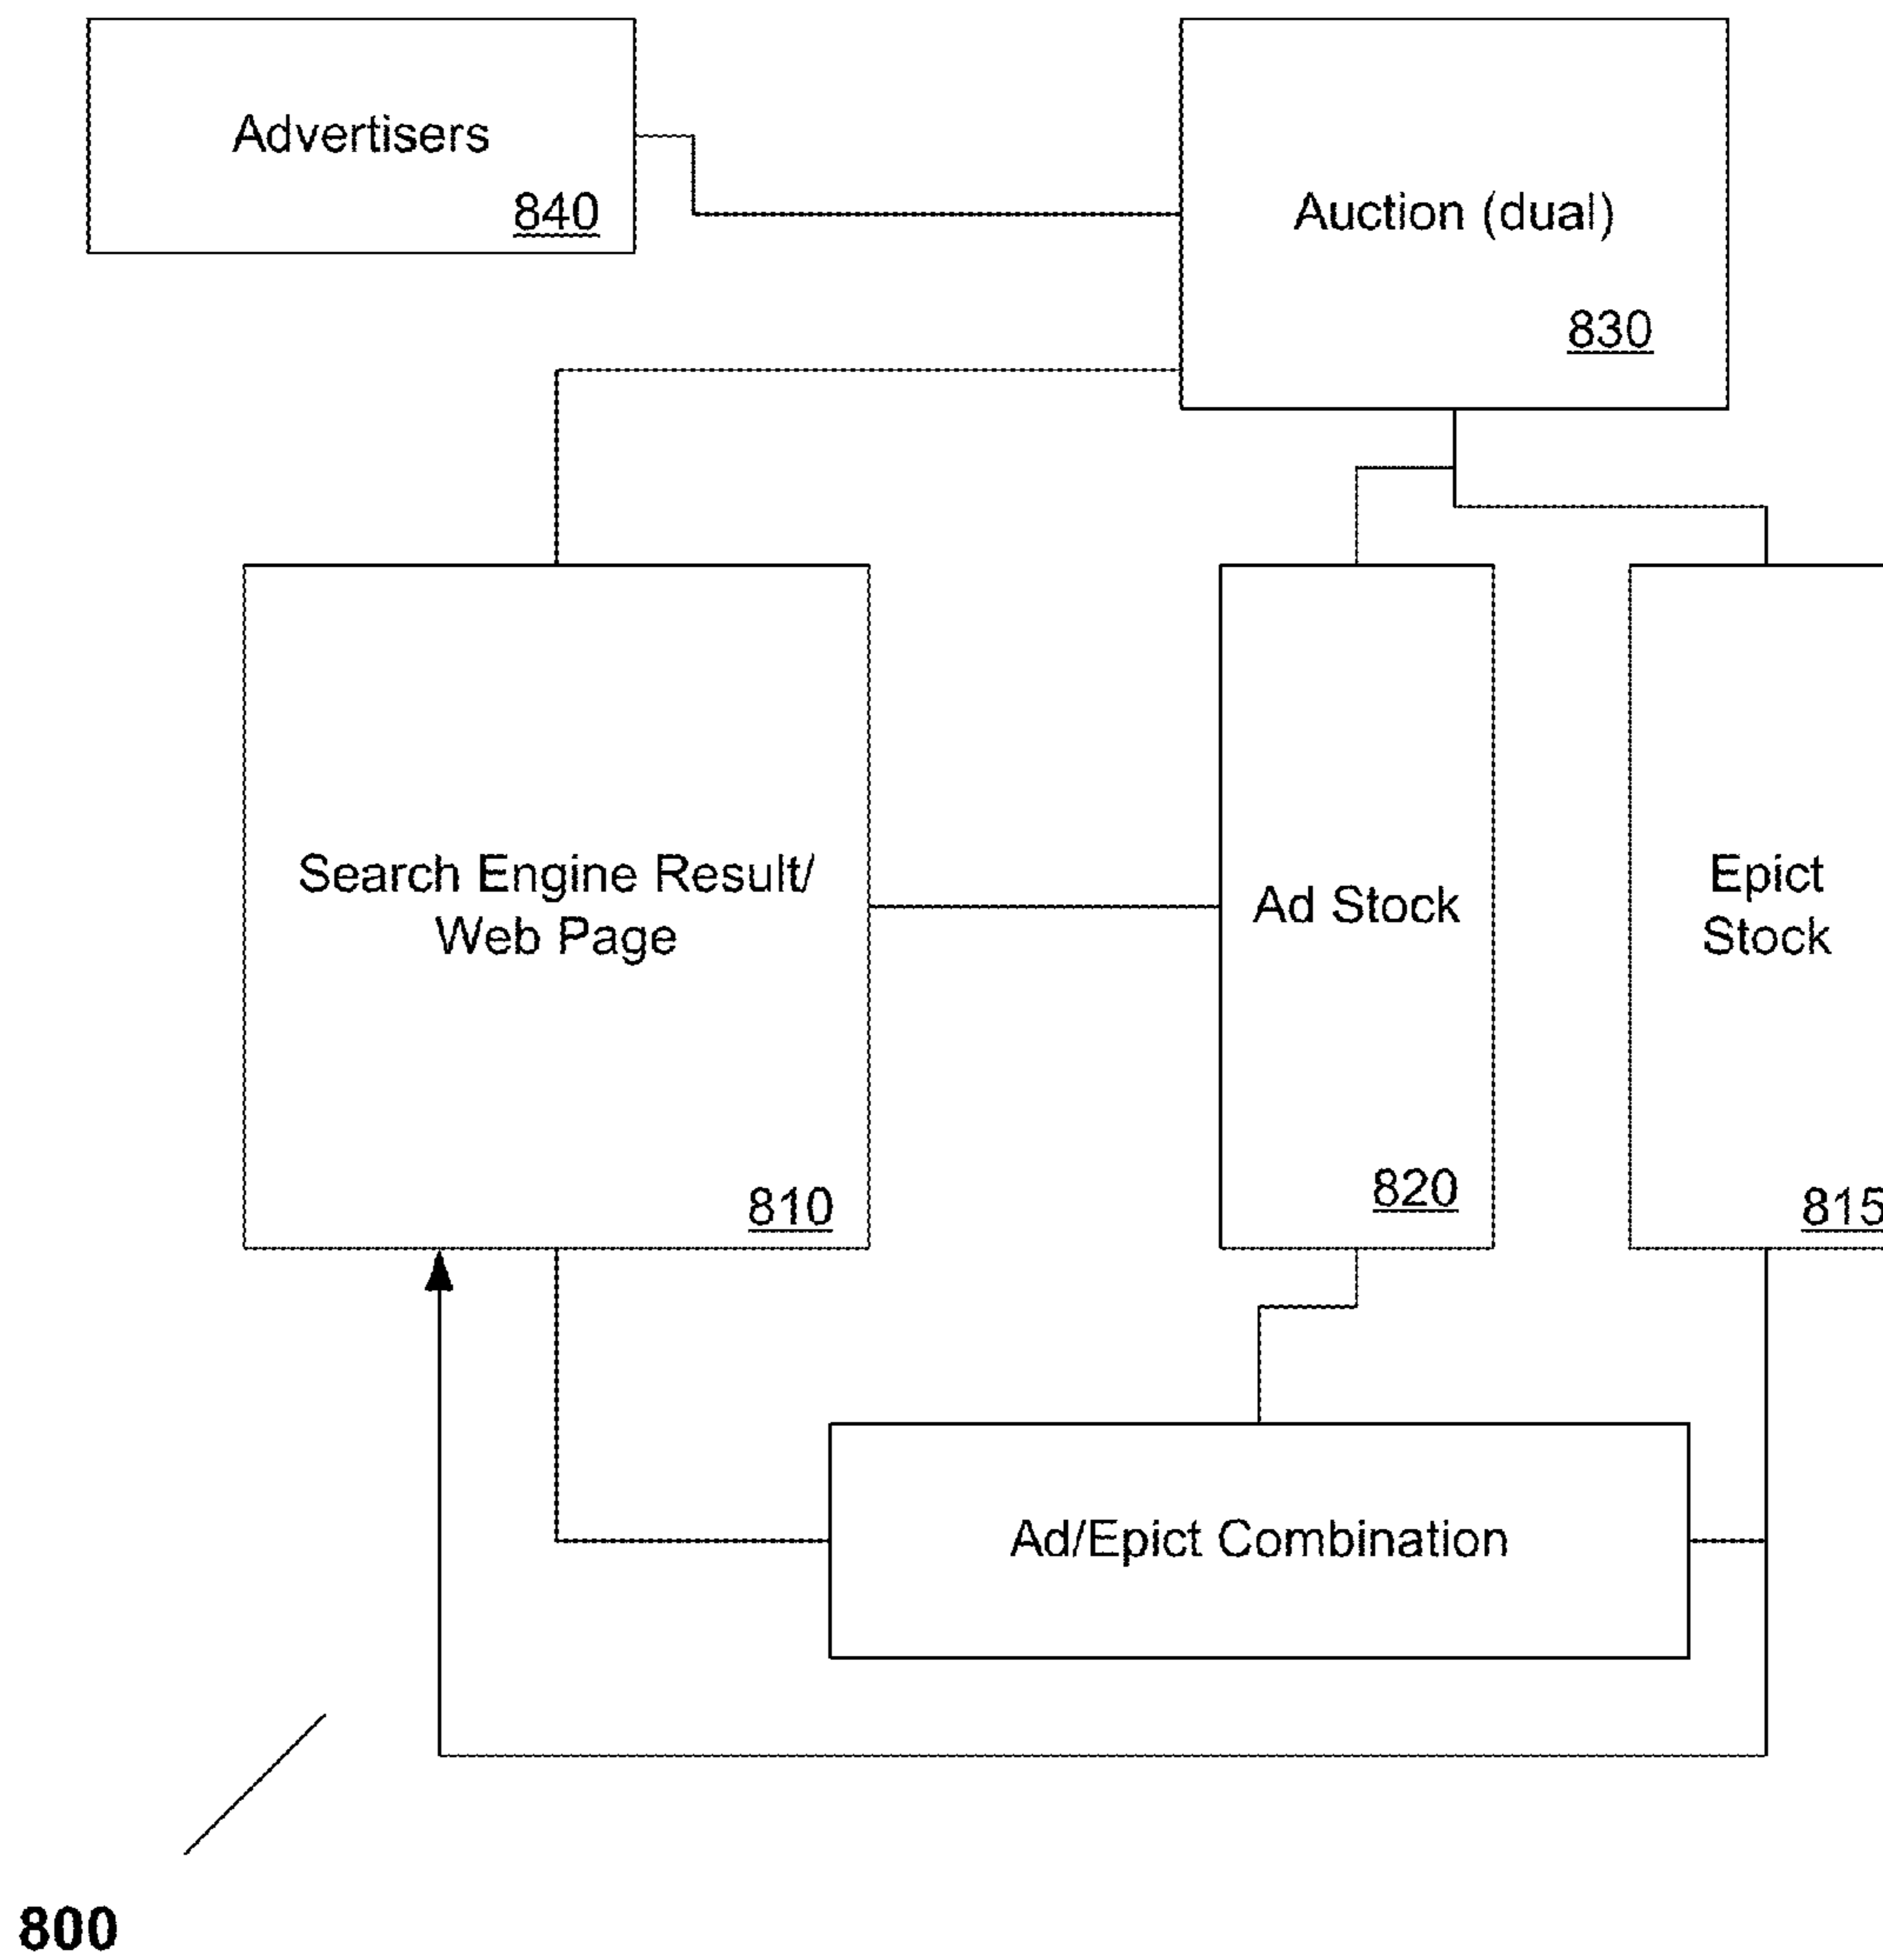 Advertisers
840
Auction (dual)
830
Search Engine Result/
Web Page
810
Ad Stock
820
Epict
Stock
815
Ad/Epict Combination
800